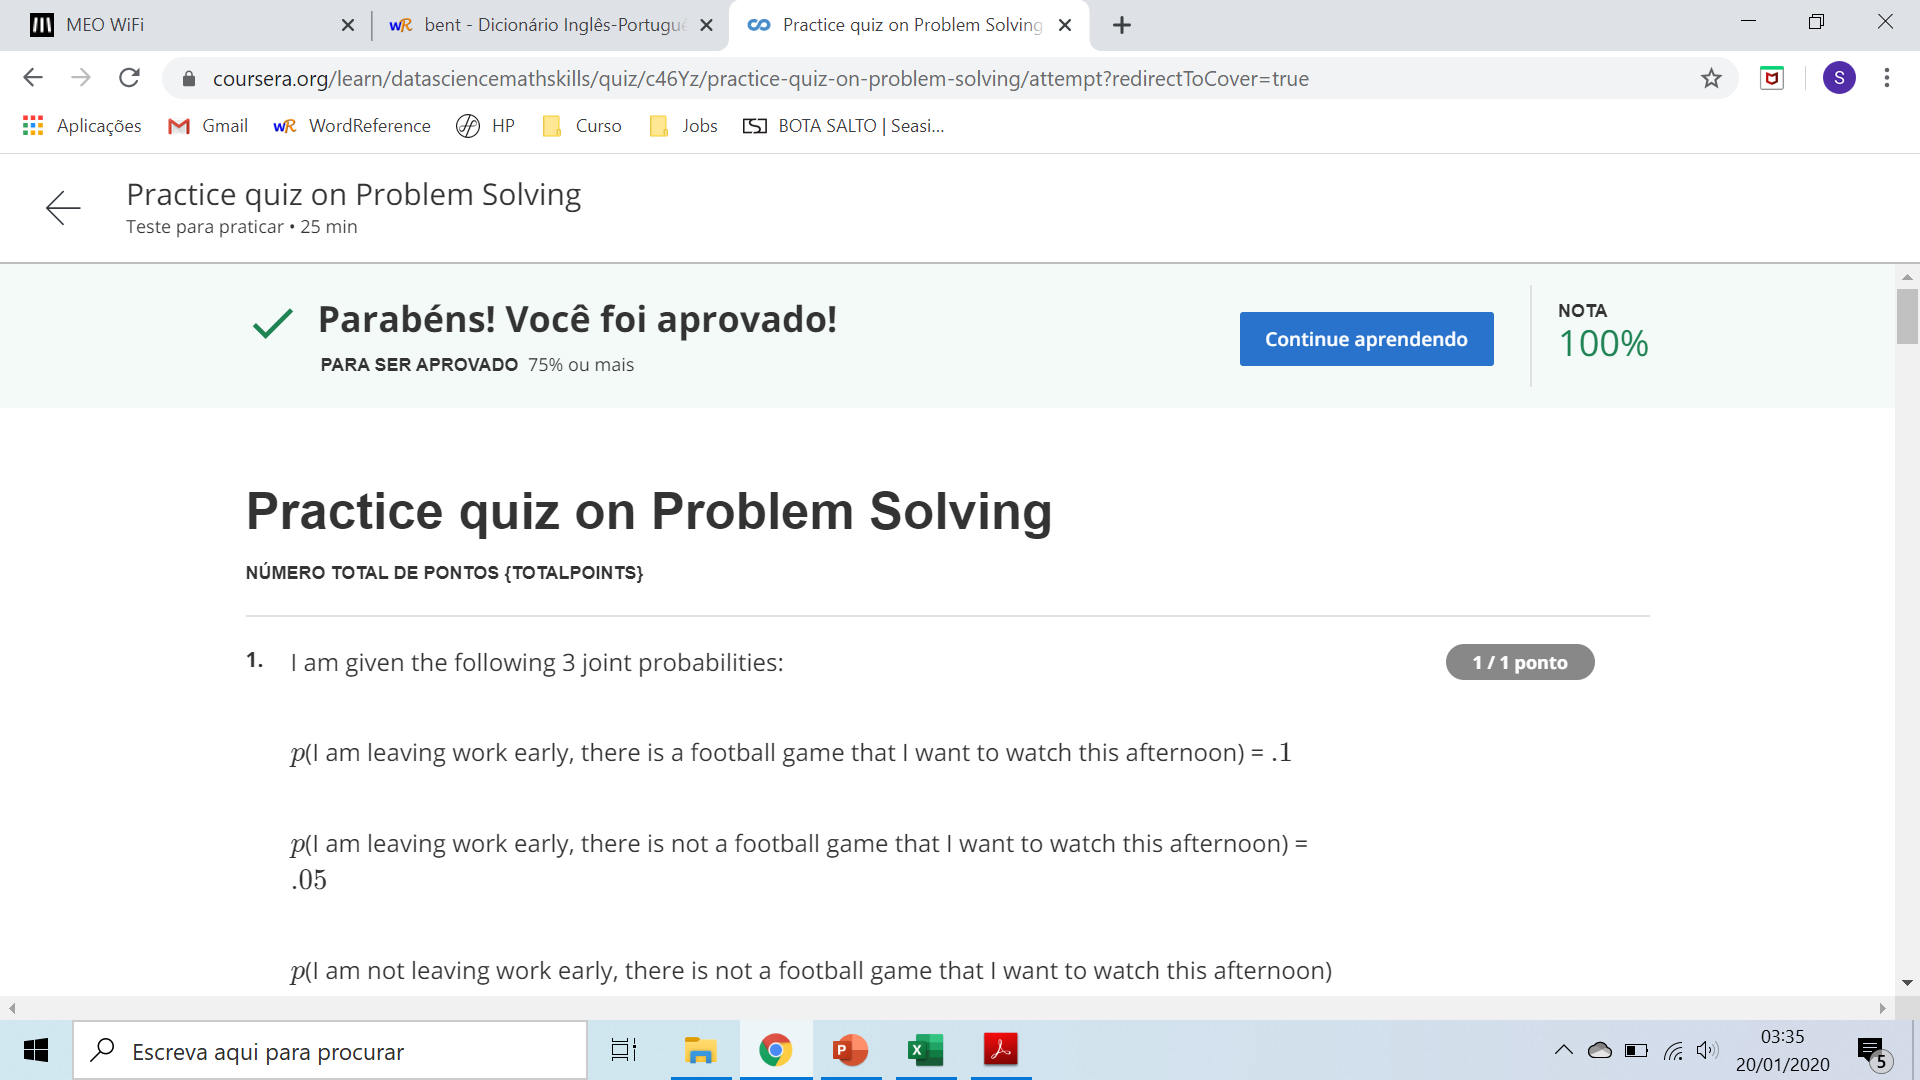 MEO WiFi
bent - Dicionário Inglês-Portugu
Practice quiz on Problem Solving
coursera.org/learn/datasciencemathskills/quiz/c46Yz/practice-quiz-on-problem-solving/attempt?redirectToCover=true
S
Aplicações Gmail WordReference HP Curso Jobs BOTA SALTO | Seasi...
Practice quiz on Problem Solving
Teste para praticar • 25 min
Parabéns! Você foi aprovado!
PARA SER APROVADO 75% ou mais
Continue aprendendo
NOTA
100%
Practice quiz on Problem Solving
NÚMERO TOTAL DE PONTOS {TOTALPOINTS}
1. I am given the following 3 joint probabilities:
1 / 1 ponto
p(I am leaving work early, there is a football game that I want to watch this afternoon) = .1
p(I am leaving work early, there is not a football game that I want to watch this afternoon) =
.05
p(I am not leaving work early, there is not a football game that I want to watch this afternoon)
Escreva aqui para procurar
03:35
20/01/2020
5